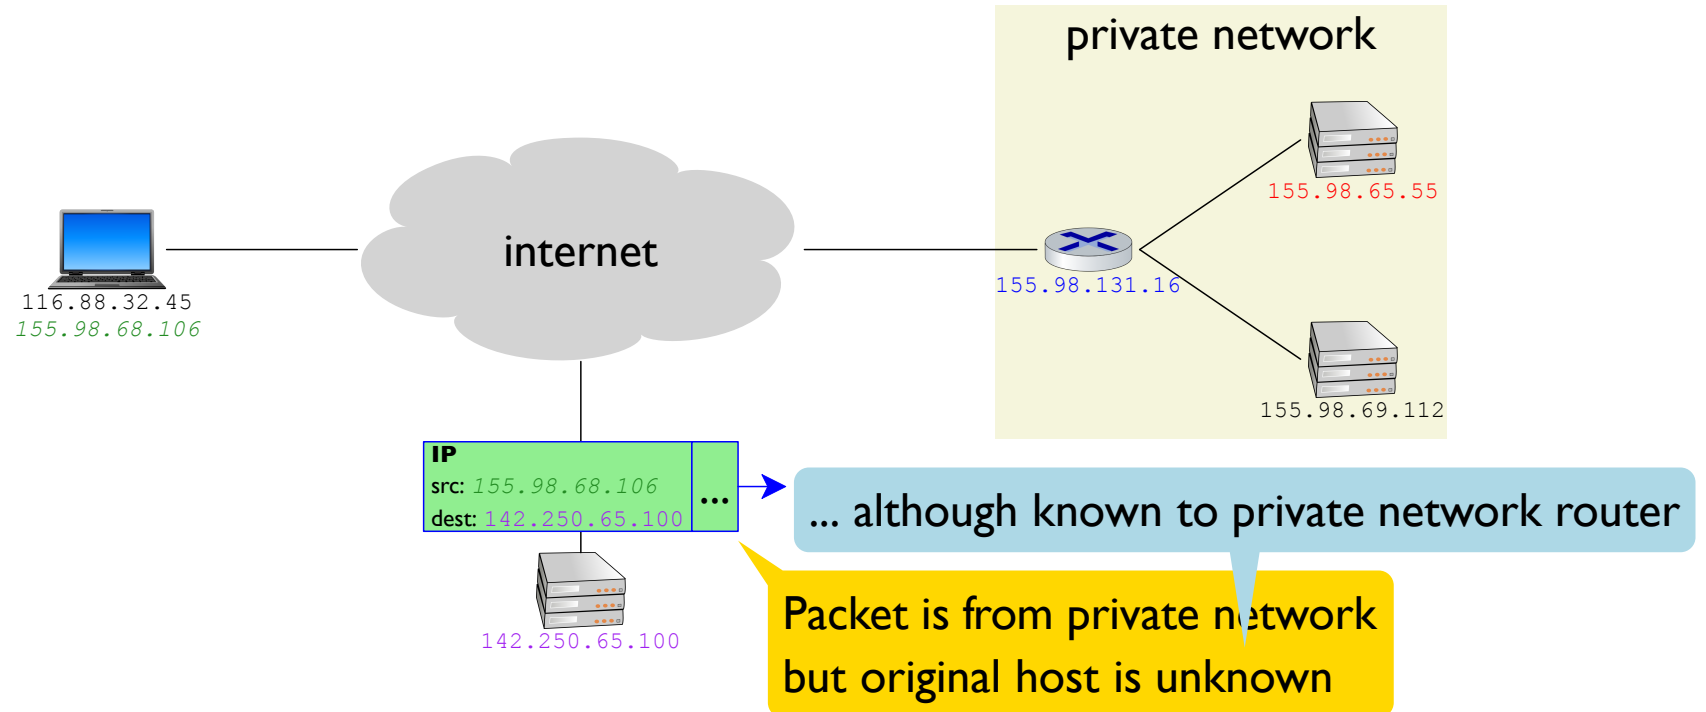 private network
155.98.65.55
internet
155.98.131.16
116.88.32.45
155.98.68.106
155.98.69.112
IP
src: 155.98.68.106
dest: 142.250.65.100
...
... although known to private network router
Packet is from private network
but original host is unknown
142.250.65.100